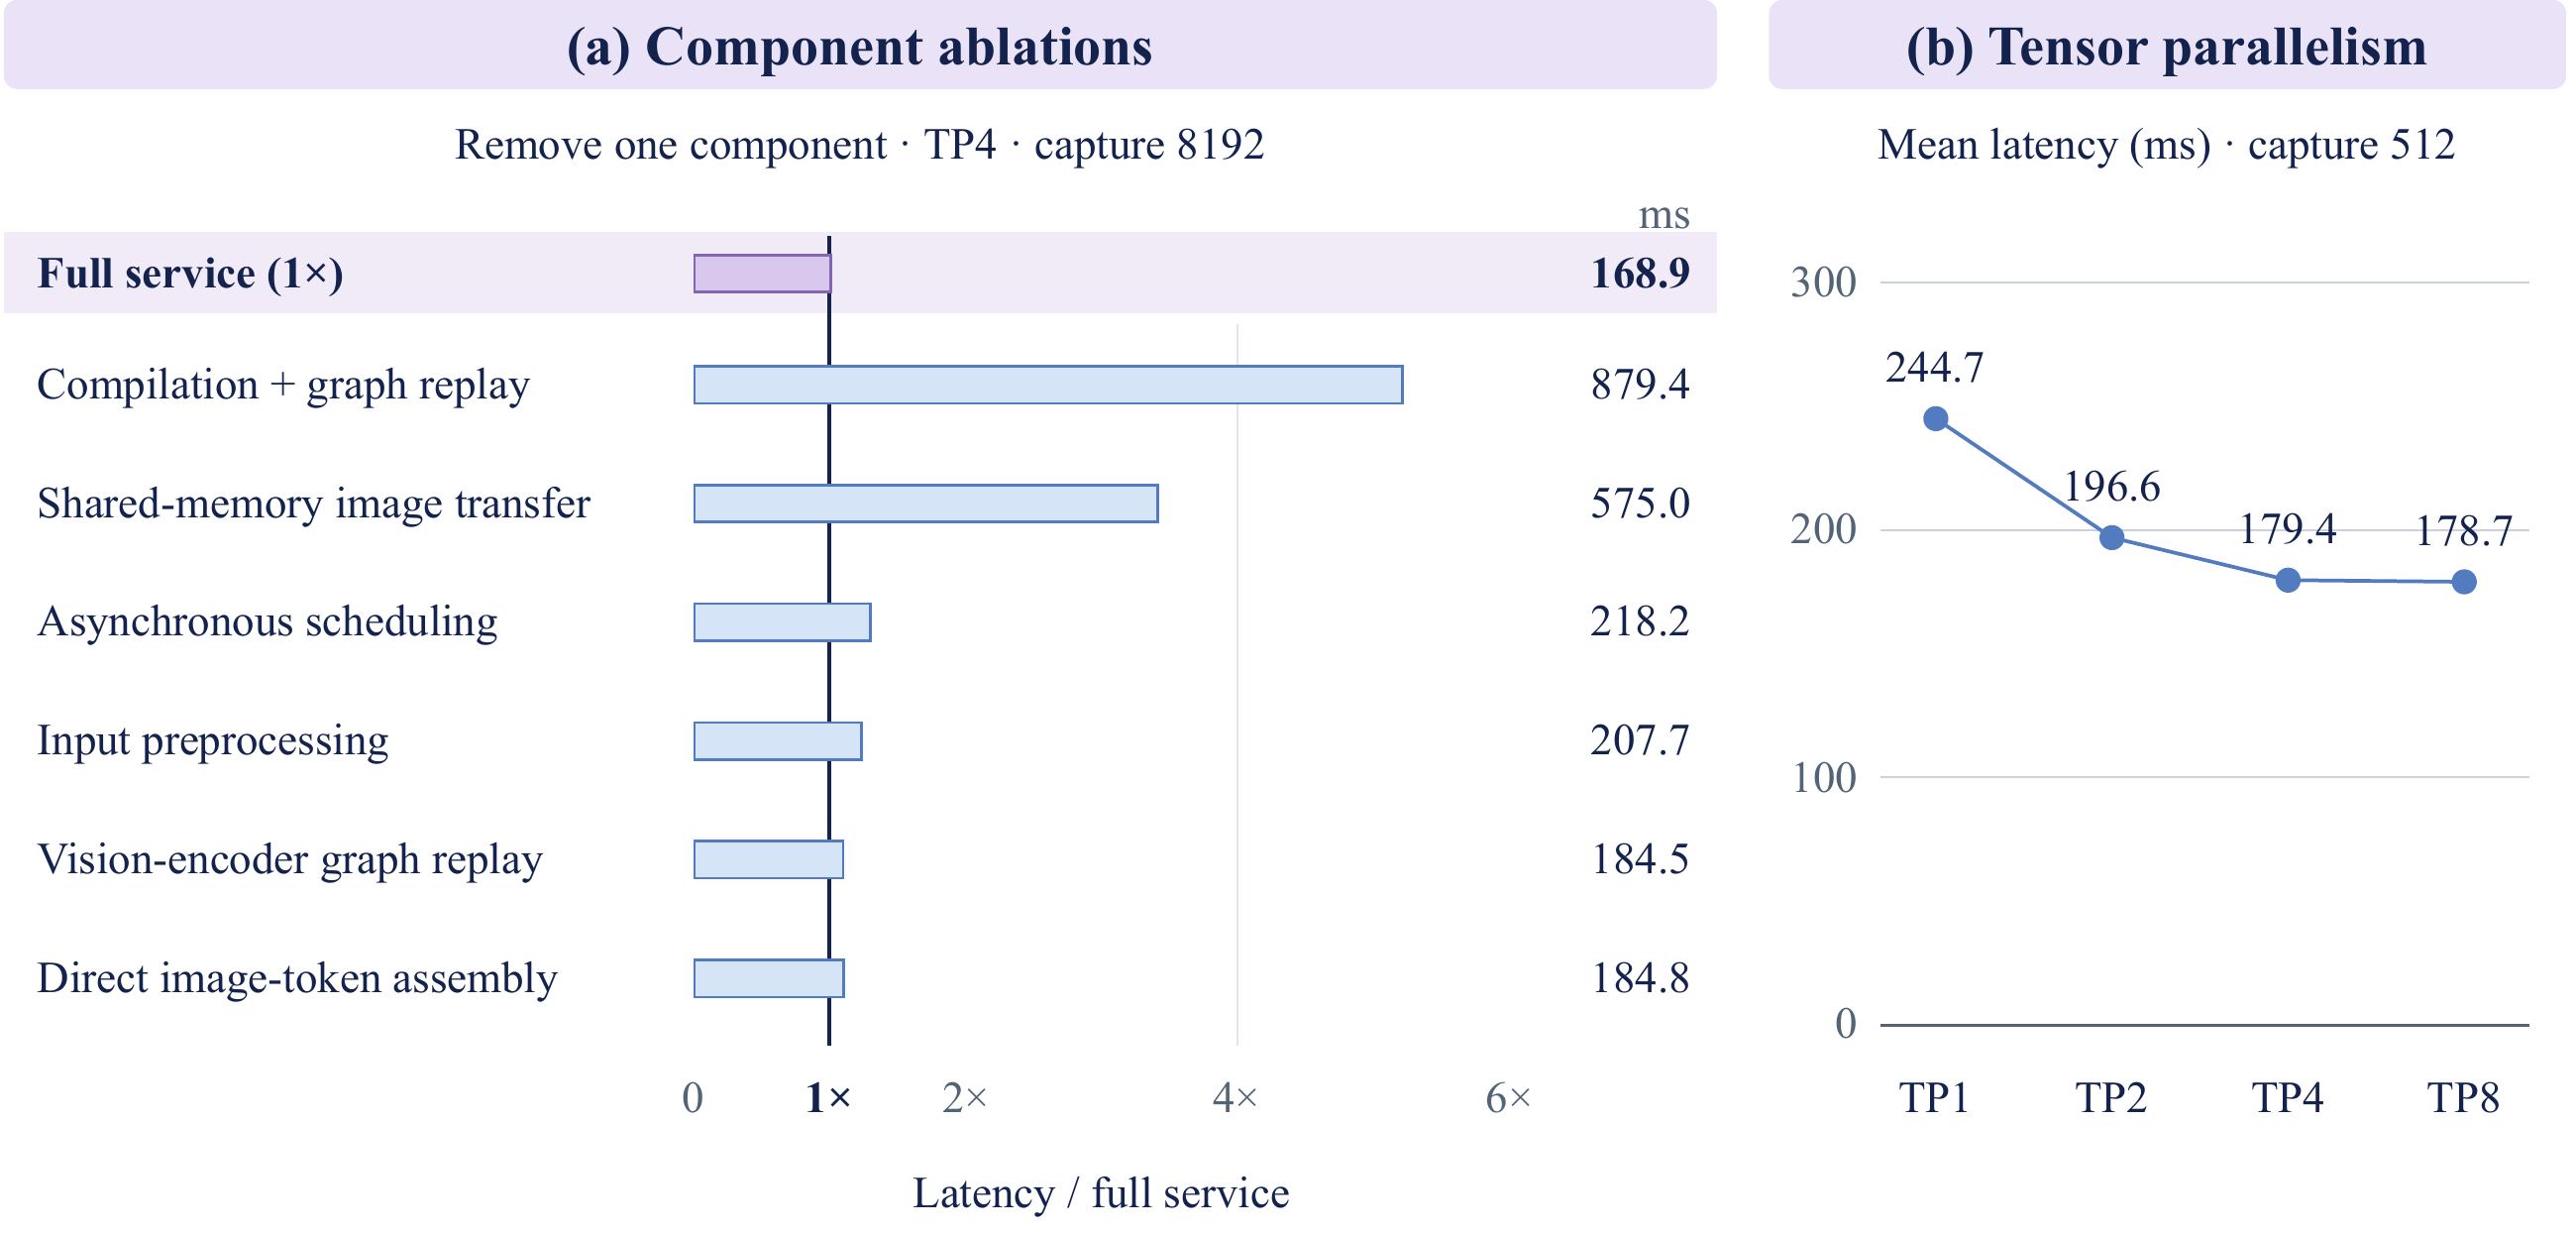 (a) Component ablations
Remove one component · TP4 · capture 8192
ms
Full service (1×) 168.9
Compilation + graph replay 879.4
Shared-memory image transfer 575.0
Asynchronous scheduling 218.2
Input preprocessing 207.7
Vision-encoder graph replay 184.5
Direct image-token assembly 184.8
0 1× 2× 4× 6×
Latency / full service
(b) Tensor parallelism
Mean latency (ms) · capture 512
300
244.7
196.6
200 179.4 178.7
100
0
TP1 TP2 TP4 TP8